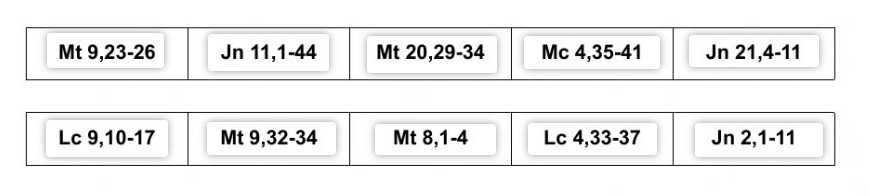 Mt 9,23-26 Jn 11,1-44 Mt 20,29-34 Mc 4,35-41 Jn 21,4-11
Lc 9,10-17 Mt 9,32-34 Mt 8,1-4 Lc 4,33-37 Jn 2,1-11